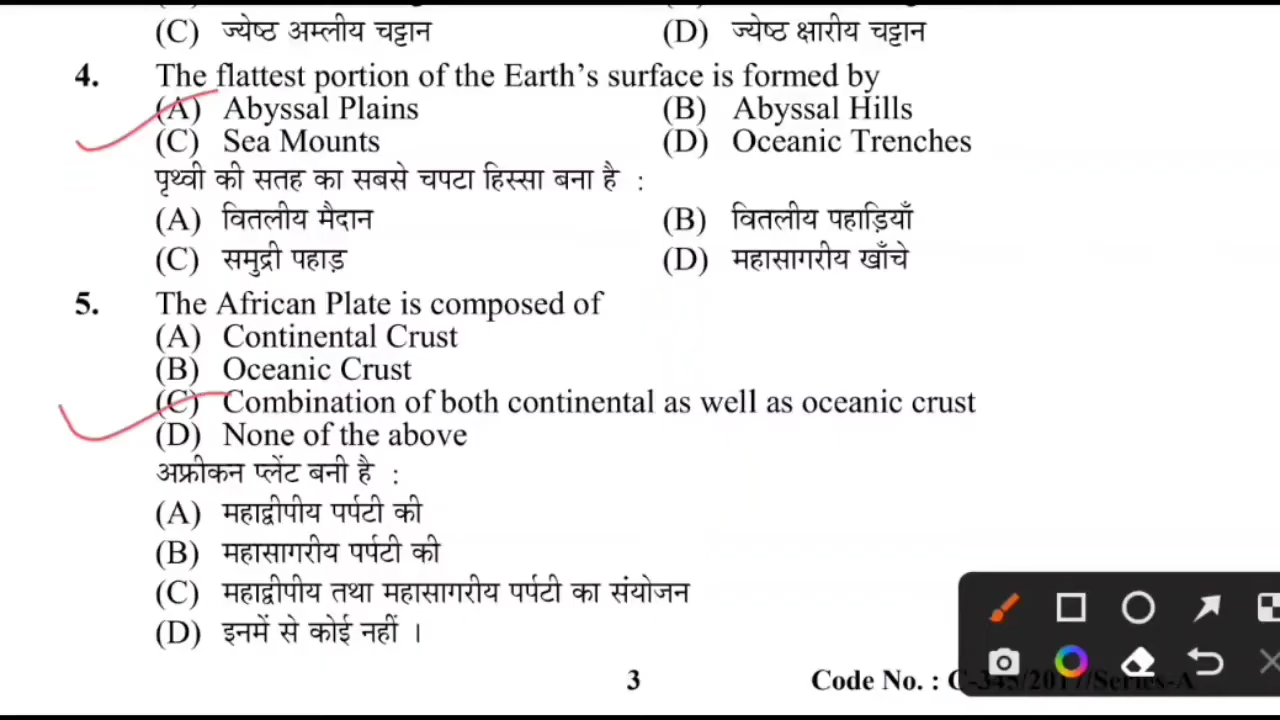 (C) ज्येष्ठ अम्लीय चट्टान (D) ज्येष्ठ क्षारीय चट्टान
4. The flattest portion of the Earth's surface is formed by
(A) Abyssal Plains (B) Abyssal Hills
(C) Sea Mounts (D) Oceanic Trenches
पृथ्वी की सतह का सबसे चपटा हिस्सा बना है :
(A) वितलीय मैदान (B) वितलीय पहाड़ियाँ
(C) समुद्री पहाड़ (D) महासागरीय खाँचे
5. The African Plate is composed of
(A) Continental Crust
(B) Oceanic Crust
(C) Combination of both continental as well as oceanic crust
(D) None of the above
अफ्रीकन प्लेंट बनी है :
(A) महाद्वीपीय पर्पटी की
(B) महासागरीय पर्पटी की
(C) महाद्वीपीय तथा महासागरीय पर्पटी का संयोजन
(D) इनमें से कोई नहीं ।
3 Code No. : C-345/2017/Series-A